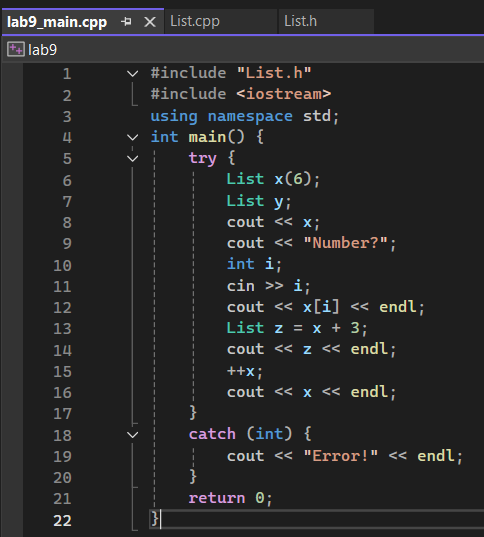 lab9_main.cpp List.cpp List.h
lab9
1 #include "List.h"
2 #include <iostream>
3 using namespace std;
4 int main() {
5 try {
6 List x(6);
7 List y;
8 cout << x;
9 cout << "Number?";
10 int i;
11 cin >> i;
12 cout << x[i] << endl;
13 List z = x + 3;
14 cout << z << endl;
15 ++x;
16 cout << x << endl;
17 }
18 catch (int) {
19 cout << "Error!" << endl;
20 }
21 return 0;
22 }